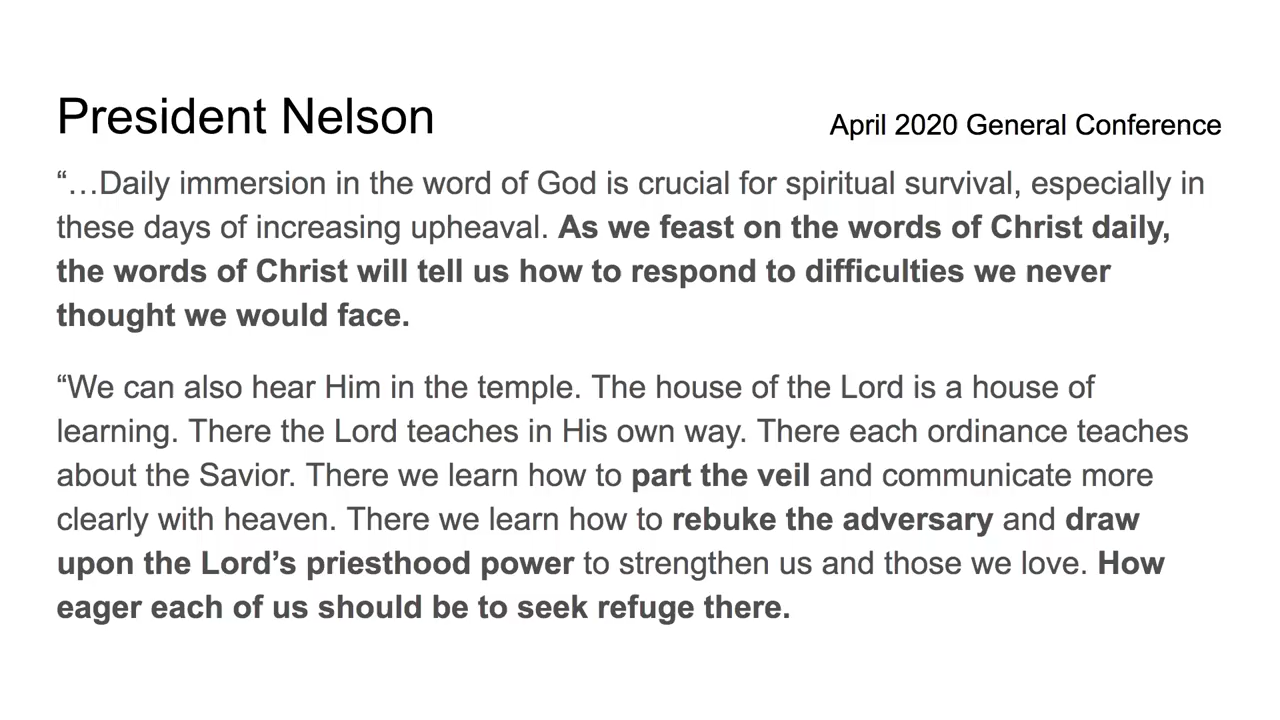 President Nelson
April 2020 General Conference
“…Daily immersion in the word of God is crucial for spiritual survival, especially in
these days of increasing upheaval. As we feast on the words of Christ daily,
the words of Christ will tell us how to respond to difficulties we never
thought we would face.
“We can also hear Him in the temple. The house of the Lord is a house of
learning. There the Lord teaches in His own way. There each ordinance teaches
about the Savior. There we learn how to part the veil and communicate more
clearly with heaven. There we learn how to rebuke the adversary and draw
upon the Lord’s priesthood power to strengthen us and those we love. How
eager each of us should be to seek refuge there.